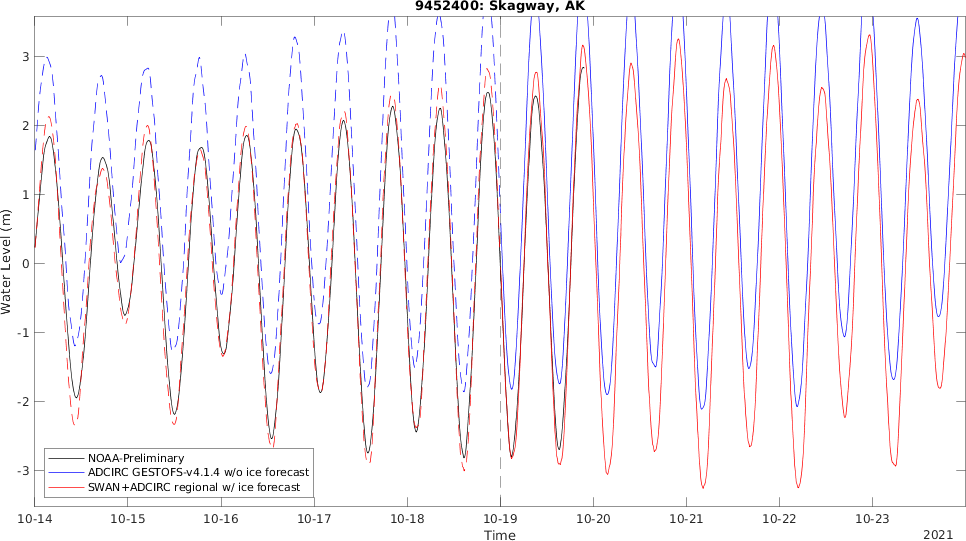 9452400: Skagway, AK
Water Level (m)
3
2
1
0
-1
-2
-3
NOAA-Preliminary
ADCIRC GESTOFS-v4.1.4 w/o ice forecast
SWAN+ADCIRC regional w/ ice forecast
10-14 10-15 10-16 10-17 10-18 10-19 10-20 10-21 10-22 10-23
Time
2021